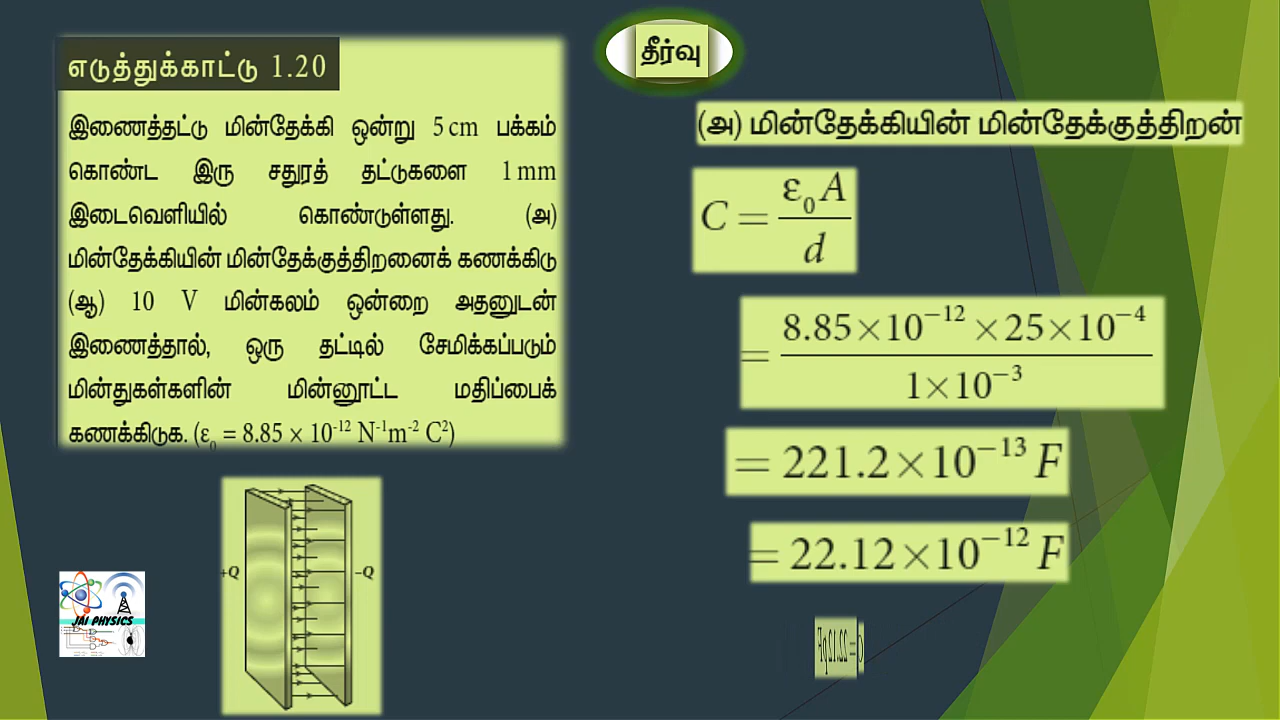 எடுத்துக்காட்டு 1.20
இணைத்தட்டு மின்தேக்கி ஒன்று 5 cm பக்கம்
கொண்ட இரு சதுரத் தட்டுகளை 1 mm
இடைவெளியில் கொண்டுள்ளது. (அ)
மின்தேக்கியின் மின்தேக்குத்திறனைக் கணக்கிடு
(ஆ) 10 V மின்கலம் ஒன்றை அதனுடன்
இணைத்தால், ஒரு தட்டில் சேமிக்கப்படும்
மின்துகள்களின் மின்னூட்ட மதிப்பைக்
கணக்கிடுக. (ε₀ = 8.85 × 10⁻¹² N⁻¹m⁻² C²)
+Q
–Q
JAI PHYSICS
தீர்வு
(அ) மின்தேக்கியின் மின்தேக்குத்திறன்
C = ε₀ A / d
= 8.85×10⁻¹² ×25×10⁻⁴ / 1×10⁻³
= 221.2×10⁻¹³ F
= 22.12×10⁻¹² F